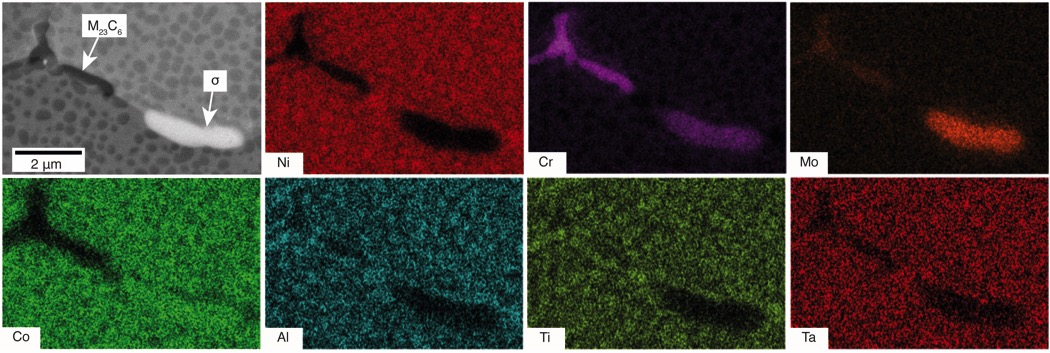 M₂₃C₆
σ
2 µm
Ni
Cr
Mo
Co
Al
Ti
Ta